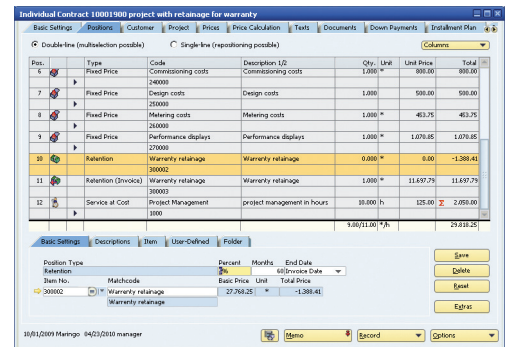 Individual Contract 10001900 project with retainage for warranty
Basic Settings Positions Customer Project Prices Price Calculation Texts Documents Down Payments Installment Plan
Double-line (multiselection possible) Single-line (repositioning possible) Columns
Pos. Type Code Description 1/2 Qty. Unit Unit Price Total
6 Fixed Price Commissioning costs Commissioning costs 1.000 * 800.00 800.00
240000
7 Fixed Price Design costs Design costs 1.000 * 500.00 500.00
250000
8 Fixed Price Metering costs Metering costs 1.000 * 453.75 453.75
260000
9 Fixed Price Performance displays Performance displays 1.000 * 1.070.85 1.070.85
270000
10 Retention Warrenty retainage Warrenty retainage 0.000 * 0.00 -1.388.41
300002
11 Retention (Invoice) Warrenty retainage Warrenty retainage 1.000 * 11.697.79 11.697.79
300003
12 Service at Cost Project Management project management in hours 10.000 h 125.00 Σ 2.050.00
1000
9.00/11.00 */h 29.818.25
Basic Settings Descriptions Item User-Defined Folder
Position Type Percent Months End Date
Retention 5% 60 Invoice Date
Item No. Matchcode Basic Price Unit Total Price
300002 Warrenty retainage 27.768.25 * -1.388.41
Warrenty retainage
Save
Delete
Reset
Extras
10/01/2009 Maringo 04/23/2010 manager Memo Record Options